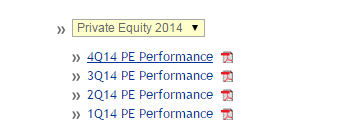 » Private Equity 2014
» 4Q14 PE Performance
» 3Q14 PE Performance
» 2Q14 PE Performance
» 1Q14 PE Performance